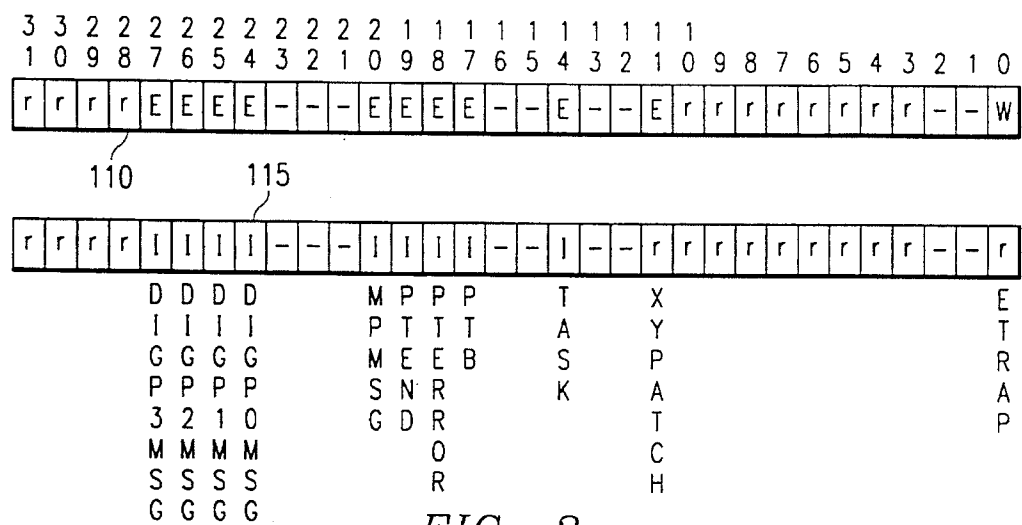 3 3 2 2 2 2 2 2 2 2 2 2 1 1 1 1 1 1 1 1 1 1
1 0 9 8 7 6 5 4 3 2 1 0 9 8 7 6 5 4 3 2 1 0 9 8 7 6 5 4 3 2 1 0
r r r r E E E E - - - E E E E - - E - - E r r r r r r r r - - W
110
115
r r r r I I I I - - - I I I I - - I - - r r r r r r r r r - - r
DIGP3MSG
DIGP2MSG
DIGP1MSG
DIGP0MSG
MPMSG
PTEND
PTERROR
PTB
TASK
XYPATCH
ETRAP
FIG.